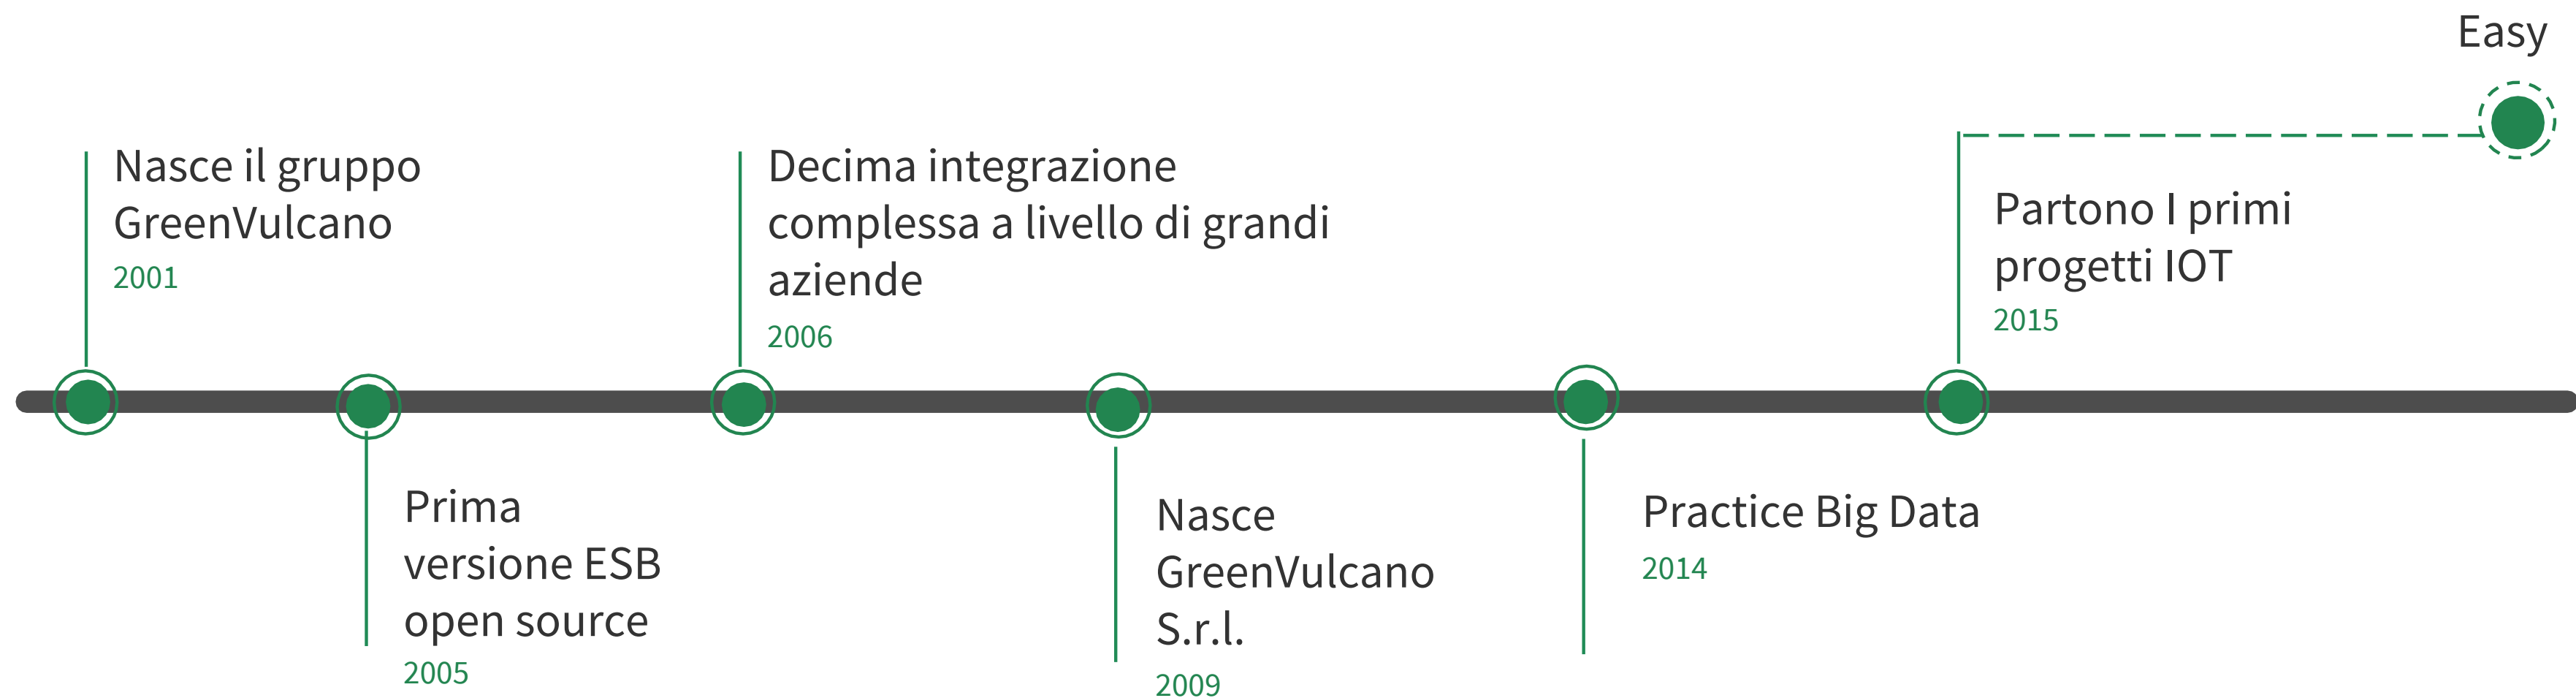 Nasce il gruppo
GreenVulcano
2001
Prima
versione ESB
open source
2005
Decima integrazione
complessa a livello di grandi
aziende
2006
Nasce
GreenVulcano
S.r.l.
2009
Practice Big Data
2014
Partono I primi
progetti IOT
2015
Easy